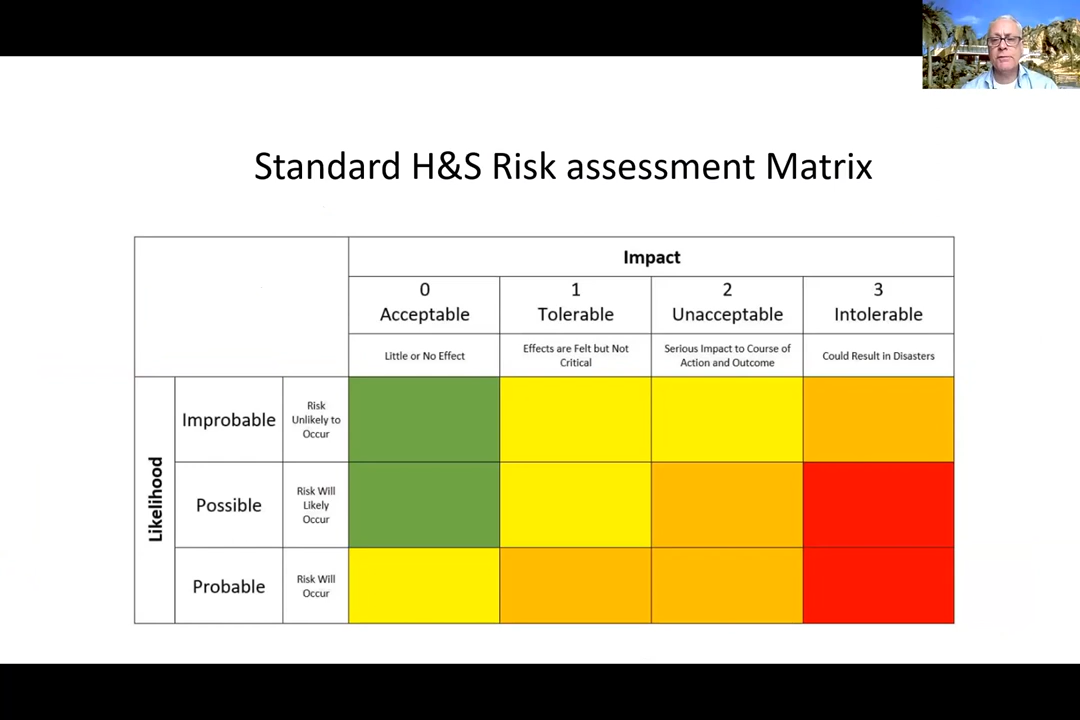 Standard H&S Risk assessment Matrix
Impact
0
Acceptable
1
Tolerable
2
Unacceptable
3
Intolerable
Little or No Effect
Effects are Felt but Not
Critical
Serious Impact to Course of
Action and Outcome
Could Result in Disasters
Likelihood
Improbable
Risk
Unlikely to
Occur
Possible
Risk Will
Likely
Occur
Probable
Risk Will
Occur